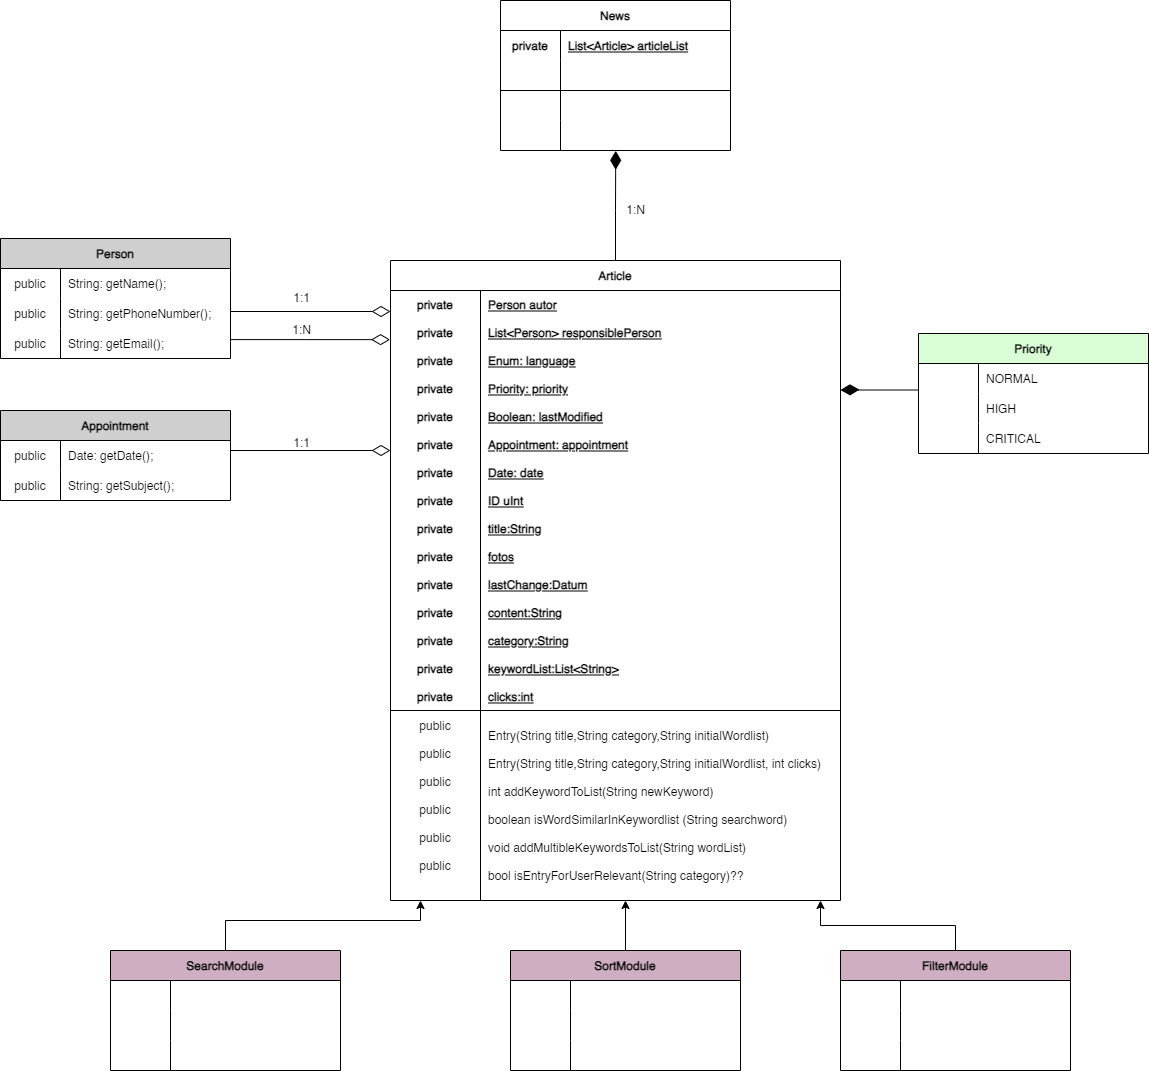 News
private List<Article> articleList
1:N
Person
public String: getName();
public String: getPhoneNumber();
public String: getEmail();
1:1
1:N
Appointment
public Date: getDate();
public String: getSubject();
1:1
Article
private Person autor
private List<Person> responsiblePerson
private Enum: language
private Priority: priority
private Boolean: lastModified
private Appointment: appointment
private Date: date
private ID uInt
private title:String
private fotos
private lastChange:Datum
private content:String
private category:String
private keywordList:List<String>
private clicks:int
public Entry(String title,String category,String initialWordlist)
public Entry(String title,String category,String initialWordlist, int clicks)
public int addKeywordToList(String newKeyword)
public boolean isWordSimilarInKeywordlist (String searchword)
public void addMultibleKeywordsToList(String wordList)
public bool isEntryForUserRelevant(String category)??
Priority
NORMAL
HIGH
CRITICAL
SearchModule
SortModule
FilterModule